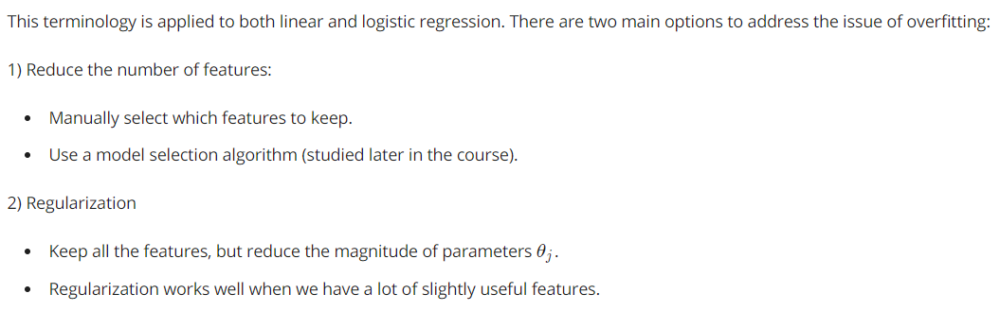 This terminology is applied to both linear and logistic regression. There are two main options to address the issue of overfitting:
1) Reduce the number of features:
• Manually select which features to keep.
• Use a model selection algorithm (studied later in the course).
2) Regularization
• Keep all the features, but reduce the magnitude of parameters θⱼ.
• Regularization works well when we have a lot of slightly useful features.